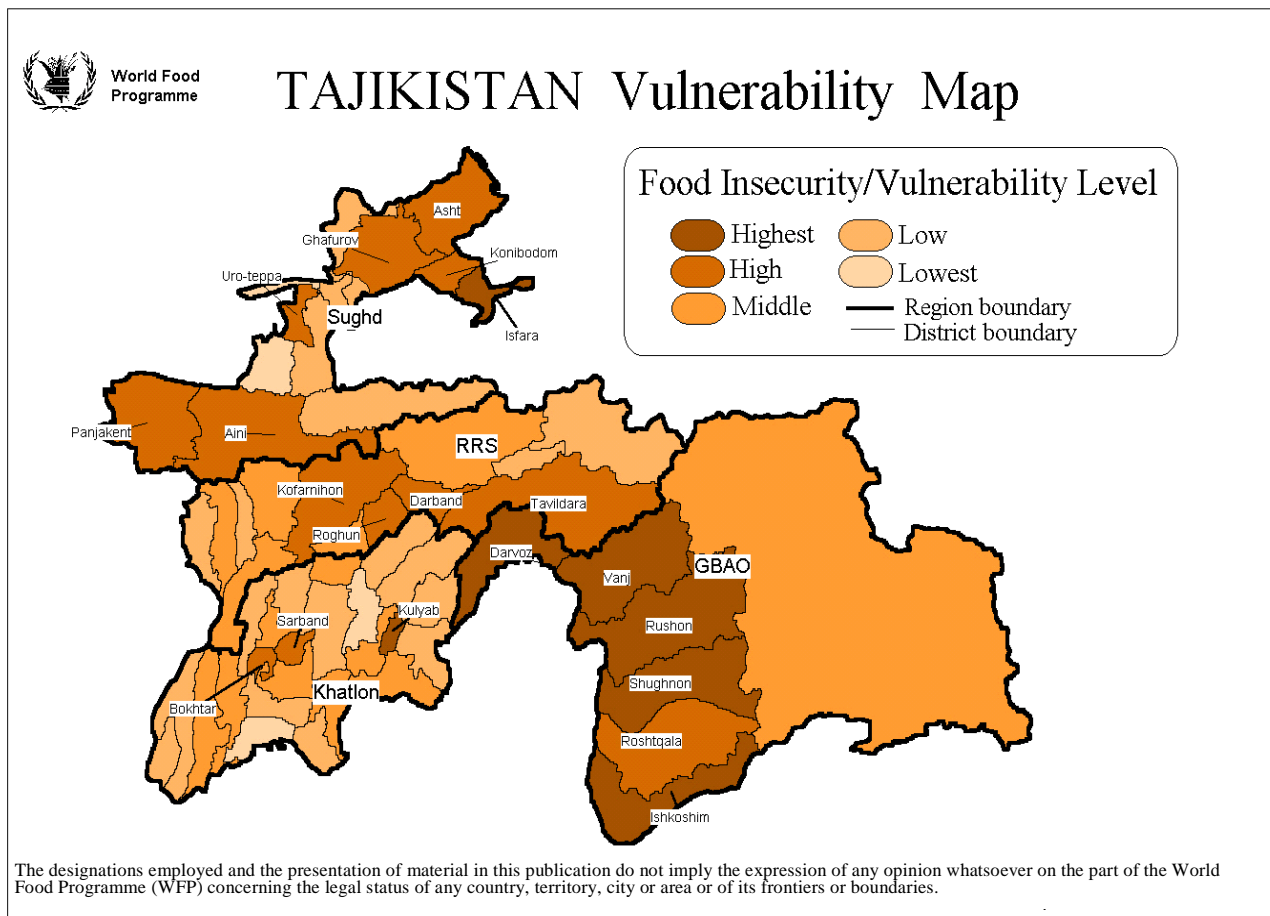 World Food
Programme
TAJIKISTAN Vulnerability Map
Food Insecurity/Vulnerability Level
Highest
Low
High
Lowest
Middle
Region boundary
District boundary
Asht
Ghafurov
Konibodom
Uro-teppa
Sughd
Isfara
Panjakent
Aini
RRS
Kofarnihon
Darband
Tavildara
Roghun
Darvoz
Vanj
GBAO
Kulyab
Sarband
Rushon
Shughnon
Khatlon
Bokhtar
Roshtqala
Ishkoshim
The designations employed and the presentation of material in this publication do not imply the expression of any opinion whatsoever on the part of the World
Food Programme (WFP) concerning the legal status of any country, territory, city or area or of its frontiers or boundaries.